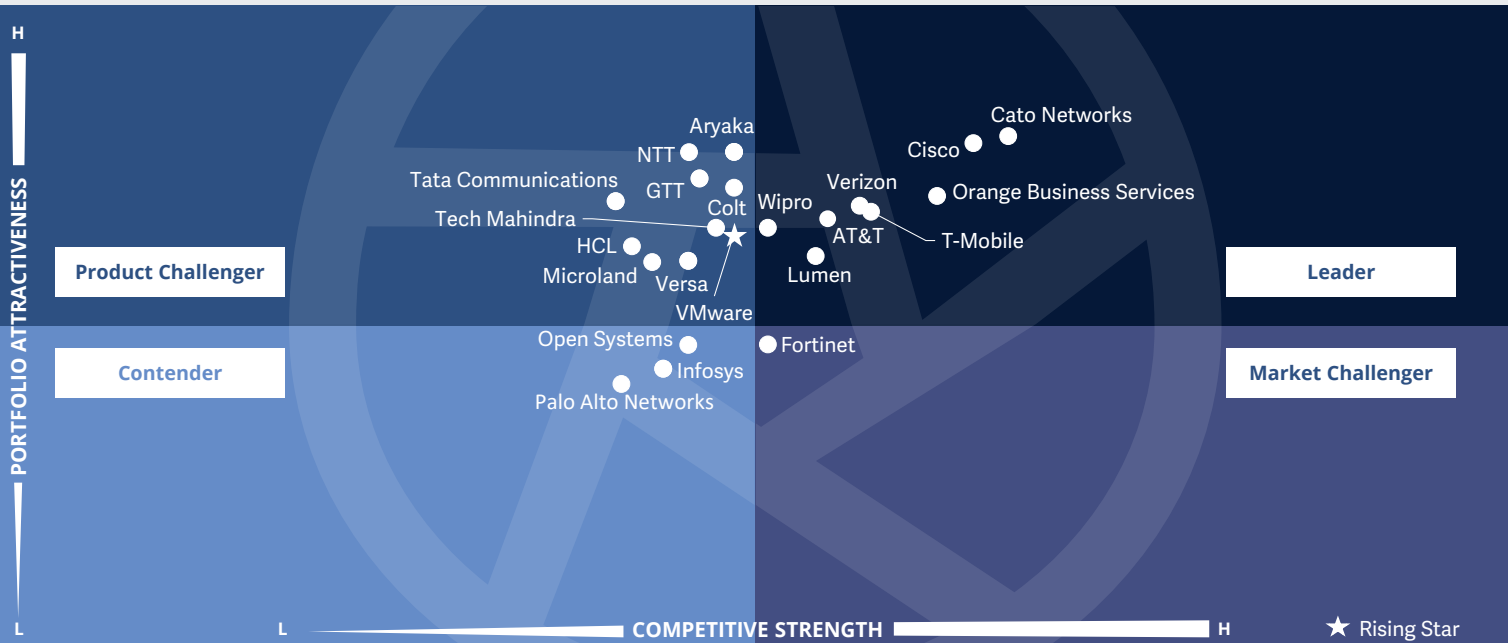 H
Cato Networks
Aryaka
Cisco
NTT
Tata Communications
GTT
Verizon
Orange Business Services
Colt
Wipro
Tech Mahindra
AT&T
T-Mobile
HCL
Microland
Versa
Lumen
Product Challenger
Leader
VMware
PORTFOLIO ATTRACTIVENESS
Open Systems
Fortinet
Infosys
Contender
Market Challenger
Palo Alto Networks
L
L
COMPETITIVE STRENGTH
H
Rising Star